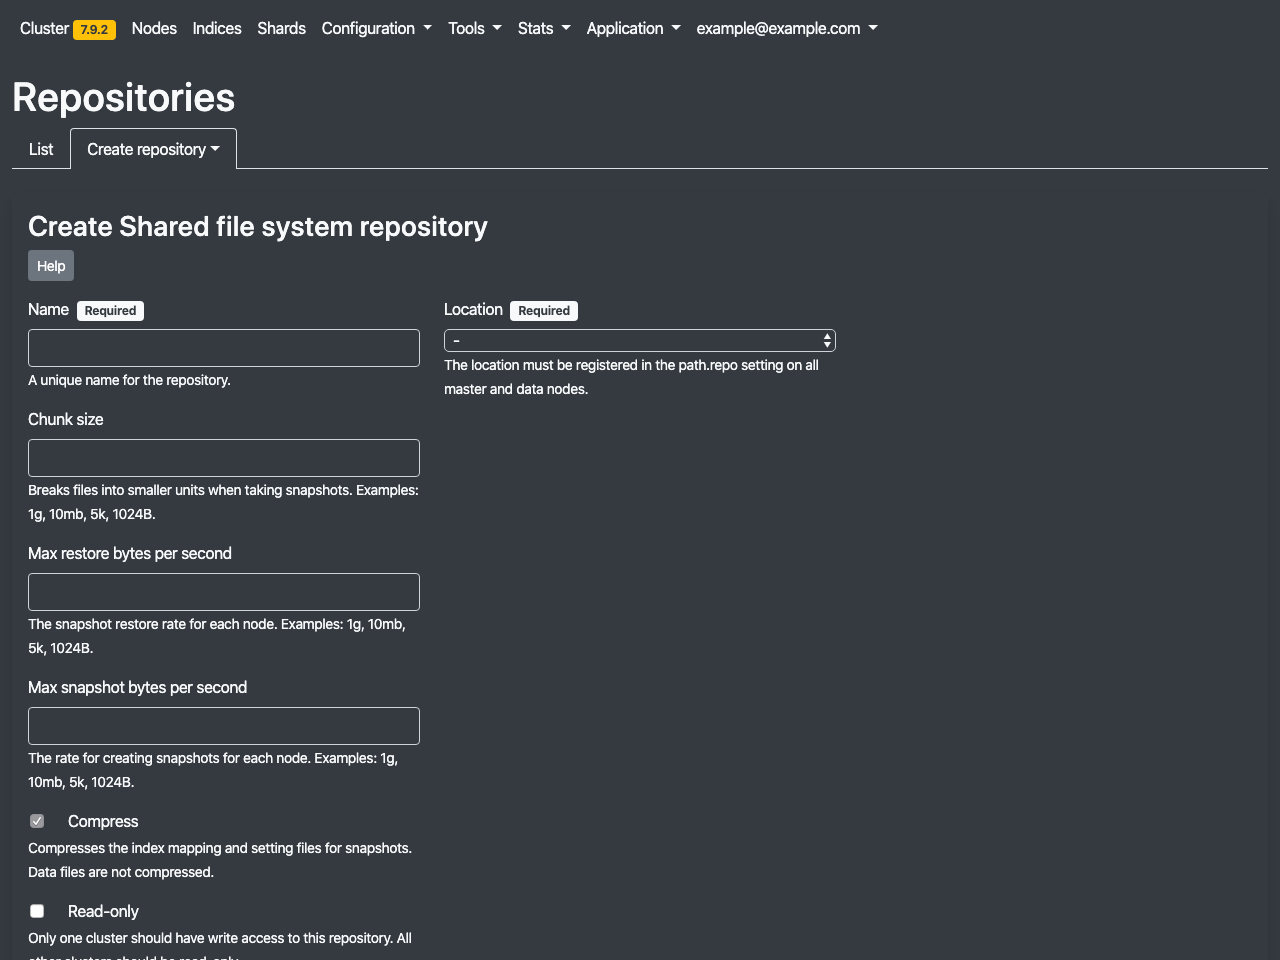 Cluster 7.9.2 Nodes Indices Shards Configuration Tools Stats Application example@example.com
Repositories
List Create repository
Create Shared file system repository
Help
Name Required
A unique name for the repository.
Location Required
-
The location must be registered in the path.repo setting on all
master and data nodes.
Chunk size
Breaks files into smaller units when taking snapshots. Examples:
1g, 10mb, 5k, 1024B.
Max restore bytes per second
The snapshot restore rate for each node. Examples: 1g, 10mb,
5k, 1024B.
Max snapshot bytes per second
The rate for creating snapshots for each node. Examples: 1g,
10mb, 5k, 1024B.
Compress
Compresses the index mapping and setting files for snapshots.
Data files are not compressed.
Read-only
Only one cluster should have write access to this repository. All